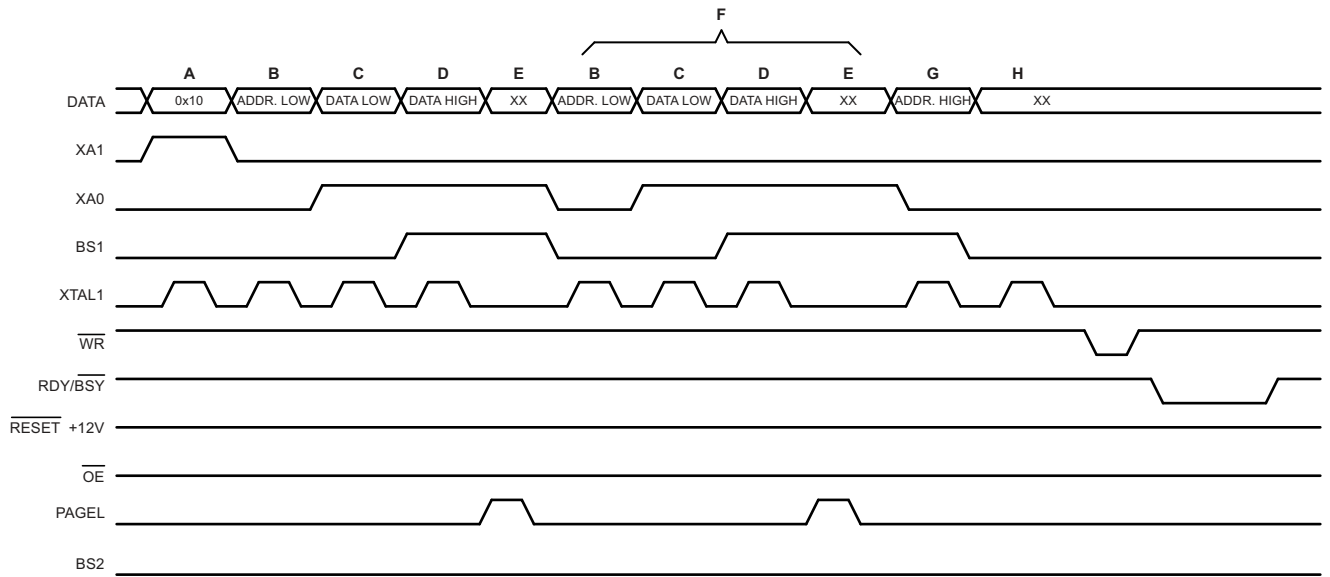 F
A B C D E B C D E G H
DATA 0x10 ADDR. LOW DATA LOW DATA HIGH XX ADDR. LOW DATA LOW DATA HIGH XX ADDR. HIGH XX
XA1
XA0
BS1
XTAL1
WR
RDY/BSY
RESET +12V
OE
PAGEL
BS2